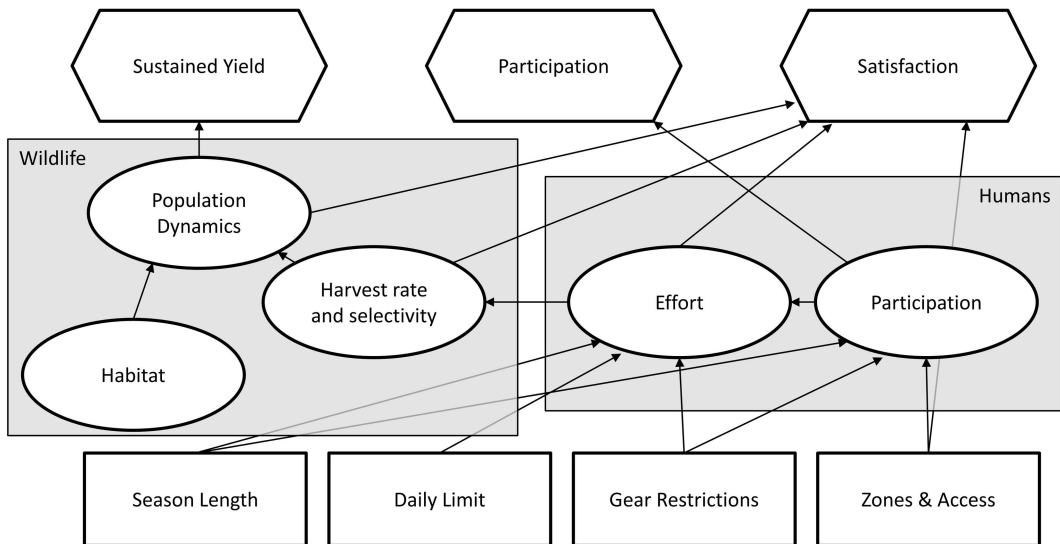 Sustained Yield
Participation
Satisfaction
Wildlife
Population
Dynamics
Humans
Harvest rate
and selectivity
Effort
Participation
Habitat
Season Length
Daily Limit
Gear Restrictions
Zones & Access